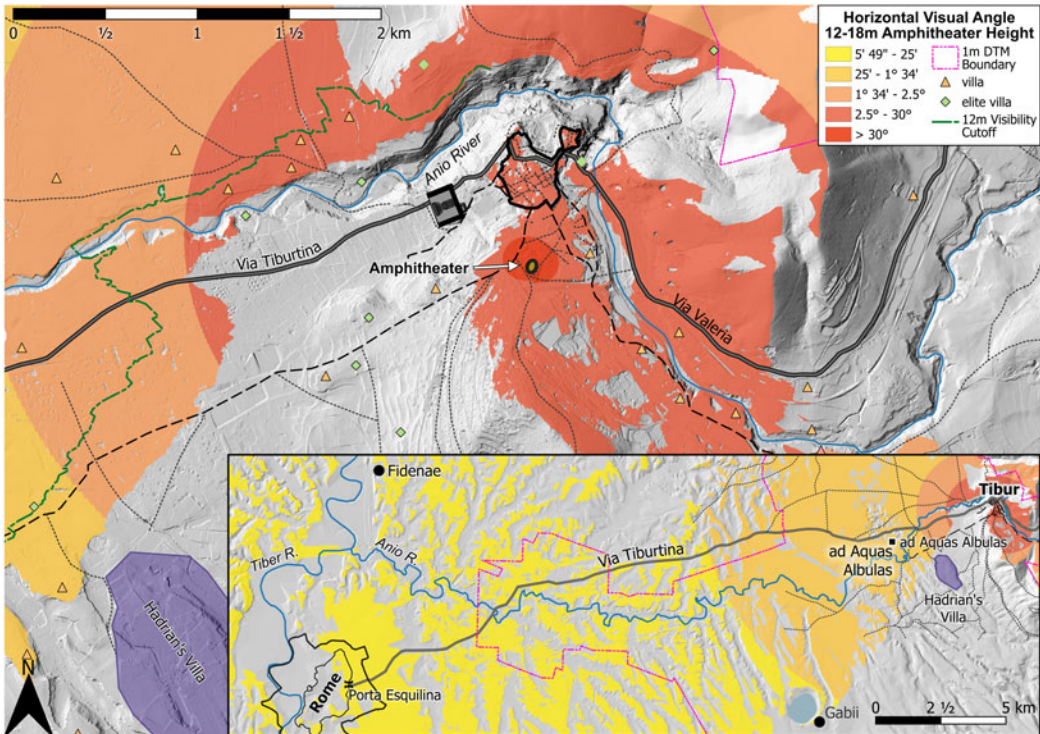 0 ½ 1 1 ½ 2 km
Horizontal Visual Angle
12-18m Amphitheater Height
5' 49" - 25'
25' - 1° 34'
1° 34' - 2.5°
2.5° - 30°
> 30°
1m DTM
Boundary
villa
elite villa
12m Visibility
Cutoff
Anio River
Via Tiburtina
Amphitheater
Via Valeria
Hadrian's Villa
N
Fidenae
Tiber R.
Anio R.
Via Tiburtina
Tibur
ad Aquas Albulas
ad Aquas
Albulas
Hadrian's
Villa
Rome
Porta Esquilina
Gabii
0 2 ½ 5 km